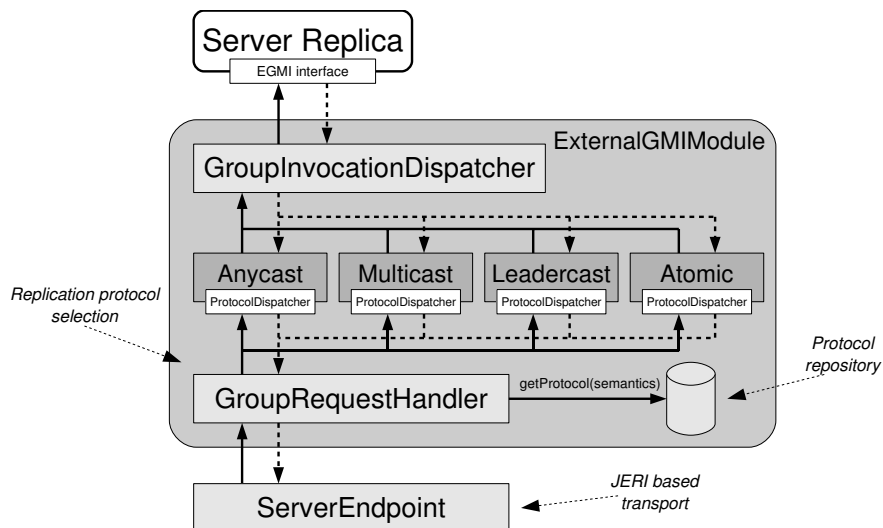 Server Replica
EGMI interface
ExternalGMIModule
GroupInvocationDispatcher
Anycast
Multicast
Leadercast
Atomic
ProtocolDispatcher
ProtocolDispatcher
ProtocolDispatcher
ProtocolDispatcher
Replication protocol
selection
Protocol
repository
getProtocol(semantics)
GroupRequestHandler
JERI based
transport
ServerEndpoint